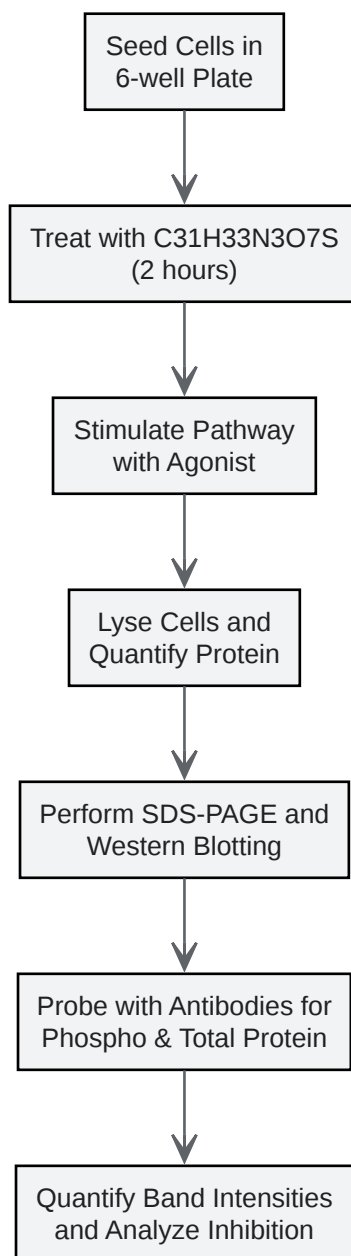 Seed Cells in
6-well Plate
Treat with C31H33N3O7S
(2 hours)
Stimulate Pathway
with Agonist
Lyse Cells and
Quantify Protein
Perform SDS-PAGE and
Western Blotting
Probe with Antibodies for
Phospho & Total Protein
Quantify Band Intensities
and Analyze Inhibition